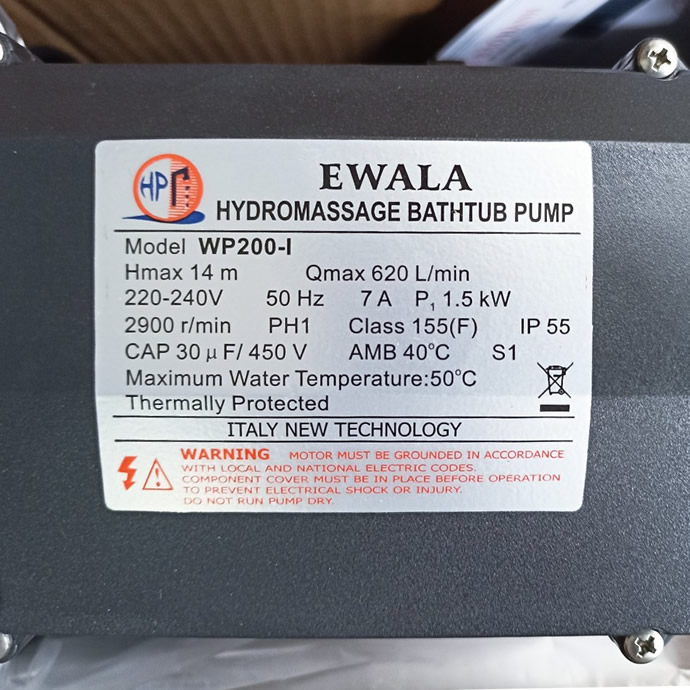 HP
EWALA
HYDROMASSAGE BATHTUB PUMP
Model WP200-I
Hmax 14 m Qmax 620 L/min
220-240V 50 Hz 7 A P₁ 1.5 kW
2900 r/min PH1 Class 155(F) IP 55
CAP 30 μF/ 450 V AMB 40°C S1
Maximum Water Temperature:50°C
Thermally Protected
ITALY NEW TECHNOLOGY
WARNING MOTOR MUST BE GROUNDED IN ACCORDANCE
WITH LOCAL AND NATIONAL ELECTRIC CODES.
COMPONENT COVER MUST BE IN PLACE BEFORE OPERATION
TO PREVENT ELECTRICAL SHOCK OR INJURY.
DO NOT RUN PUMP DRY.